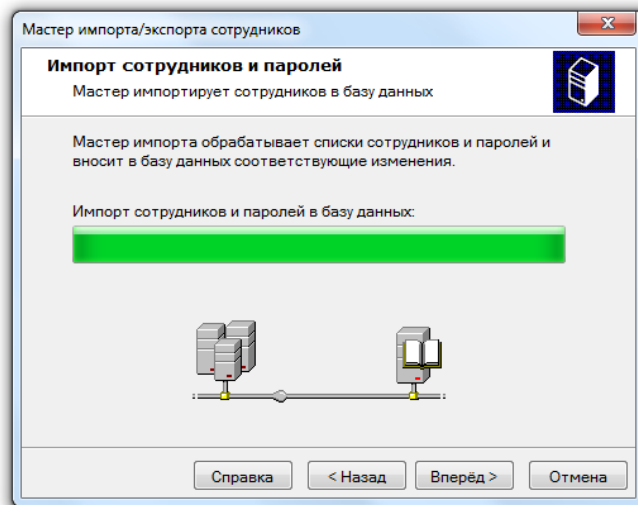 Мастер импорта/экспорта сотрудников
Импорт сотрудников и паролей
Мастер импортирует сотрудников в базу данных
Мастер импорта обрабатывает списки сотрудников и паролей и
вносит в базу данных соответствующие изменения.
Импорт сотрудников и паролей в базу данных:
Справка
< Назад
Вперёд >
Отмена